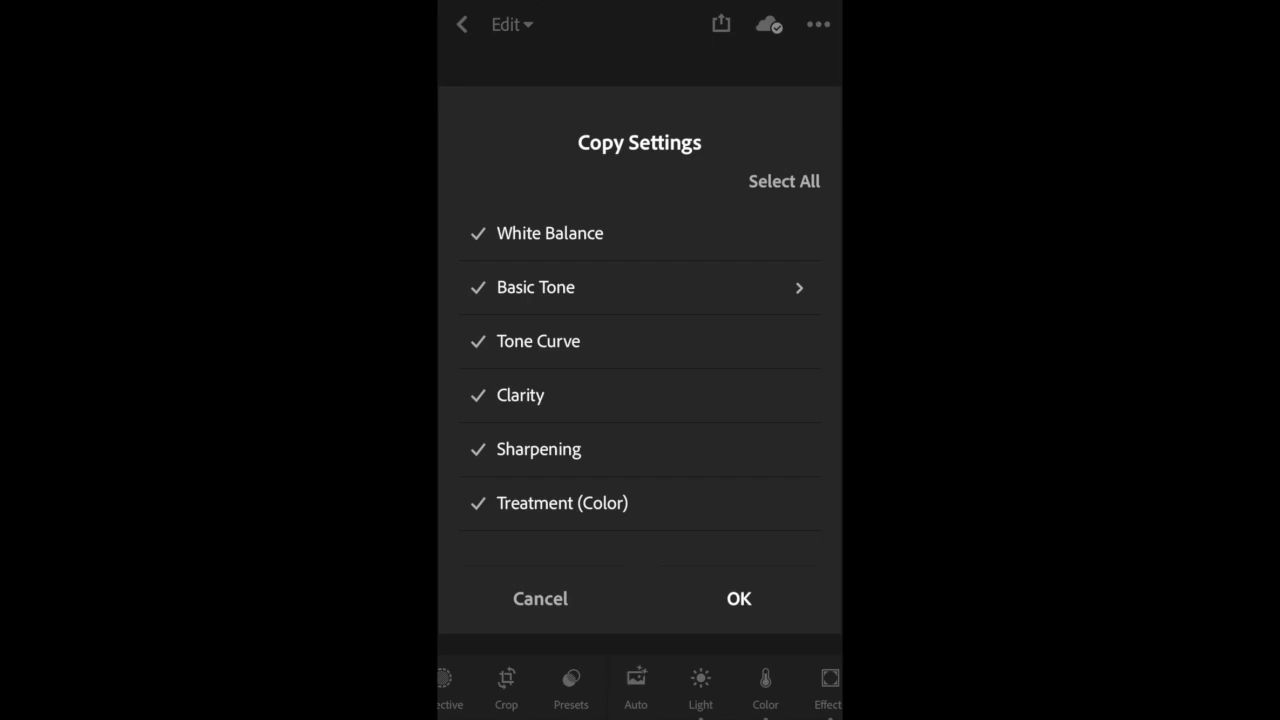 Edit
Copy Settings
Select All
White Balance
Basic Tone
Tone Curve
Clarity
Sharpening
Treatment (Color)
Cancel OK
ective Crop Presets Auto Light Color Effect